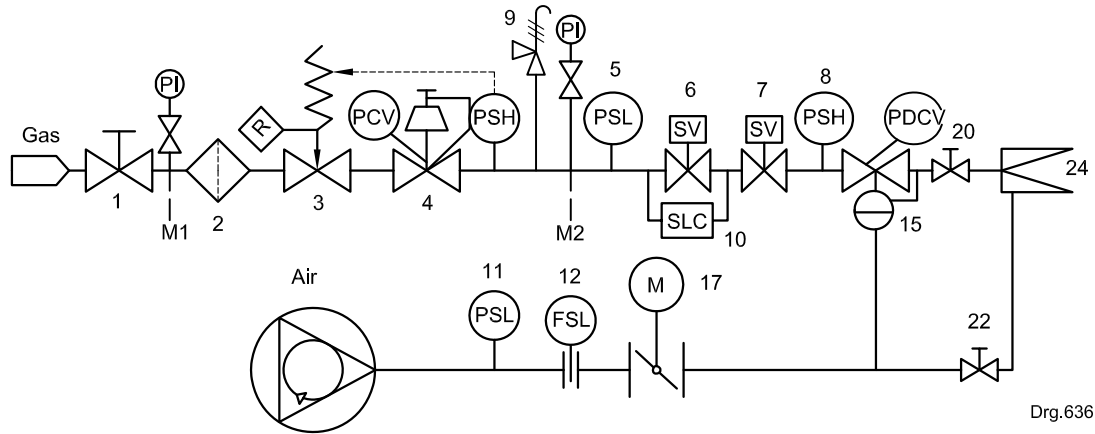 9
PI
5
6
7
8
PI
PCV
PSH
PSL
SV
SV
PSH
PDCV
20
Gas
R
1
2
3
4
M1
M2
SLC
10
15
24
Air
11
12
M
17
PSL
FSL
22
Drg.636